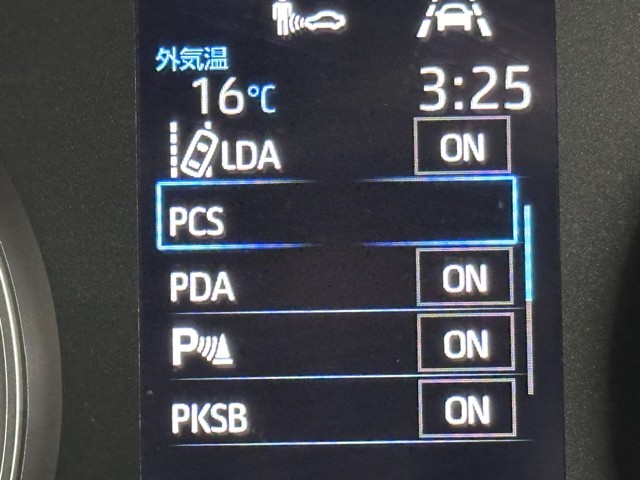 外気温
16℃ 3:25
LDA ON
PCS
PDA ON
P ON
PKSB ON